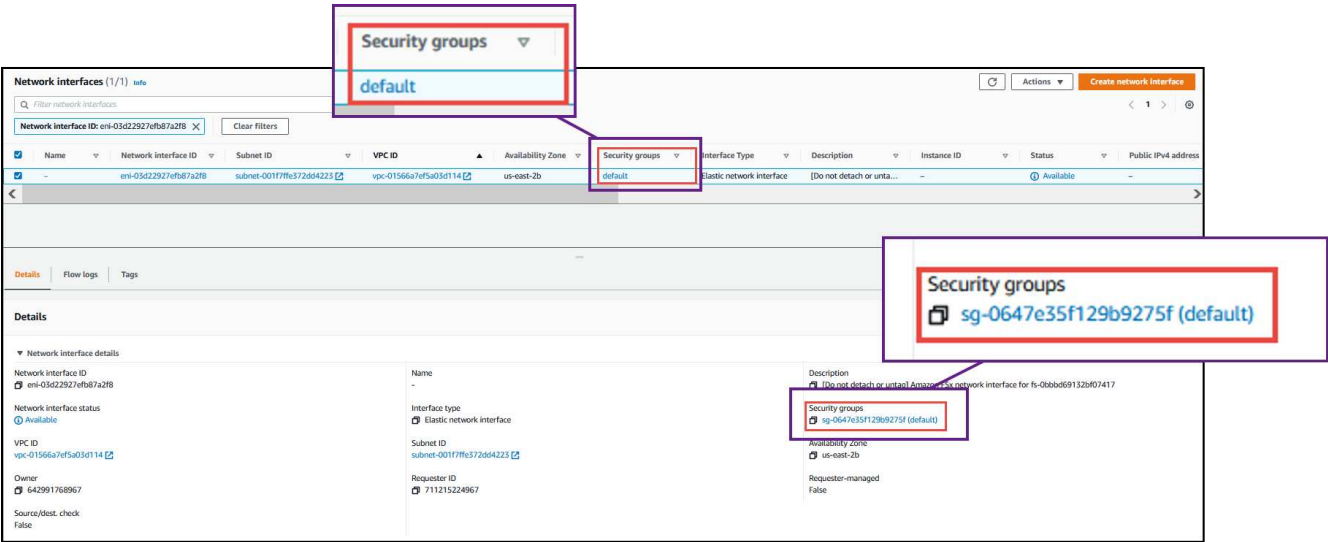 Security groups
default
Network interfaces (1/1) Info
Actions
Create network interface
Filter network interfaces
1
Network interface ID: eni-03d22927efb87a2f8
Clear filters
Name Network interface ID Subnet ID VPC ID Availability Zone Security groups Interface Type Description Instance ID Status Public IPv4 address
– eni-03d22927efb87a2f8 subnet-001f7ffe372dd4223 vpc-01566a7ef5a03d114 us-east-2b default Elastic network interface [Do not detach or unta... – Available –
Details Flow logs Tags
Security groups
sg-0647e35f129b9275f (default)
Details
Network interface details
Network interface ID
eni-03d22927efb87a2f8
Name
-
Description
[Do not detach or untag] Amazon FSx network interface for fs-0bbbd69132bf07417
Network interface status
Available
Interface type
Elastic network interface
Security groups
sg-0647e35f129b9275f (default)
VPC ID
vpc-01566a7ef5a03d114
Subnet ID
subnet-001f7ffe372dd4223
Availability Zone
us-east-2b
Owner
642991768967
Requester ID
711215224967
Requester-managed
False
Source/dest. check
False